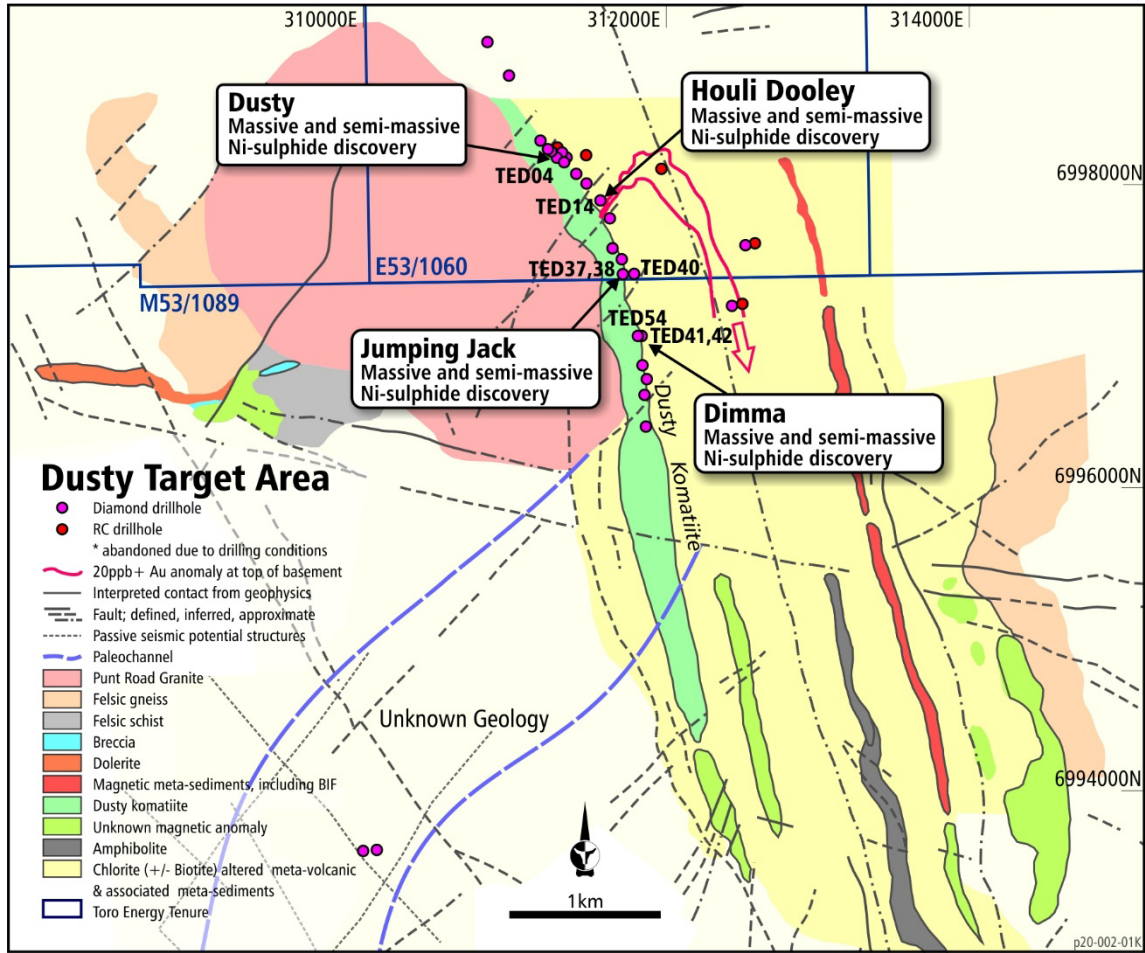 310000E
312000E
314000E
Dusty
Massive and semi-massive
Ni-sulphide discovery
Houli Dooley
Massive and semi-massive
Ni-sulphide discovery
TED04
6998000N
TED14
E53/1060
TED37,38
TED40
M53/1089
TED54
TED41,42
Jumping Jack
Massive and semi-massive
Ni-sulphide discovery
Dimma
Massive and semi-massive
Ni-sulphide discovery
Dusty Komatiite
6996000N
Dusty Target Area
Diamond drillhole
RC drillhole
* abandoned due to drilling conditions
20ppb+ Au anomaly at top of basement
Interpreted contact from geophysics
Fault; defined, inferred, approximate
Passive seismic potential structures
Paleochannel
Punt Road Granite
Felsic gneiss
Felsic schist
Breccia
Dolerite
Magnetic meta-sediments, including BIF
Dusty komatiite
Unknown magnetic anomaly
Amphibolite
Chlorite (+/- Biotite) altered meta-volcanic
& associated meta-sediments
Toro Energy Tenure
Unknown Geology
6994000N
1km
p20-002-01K